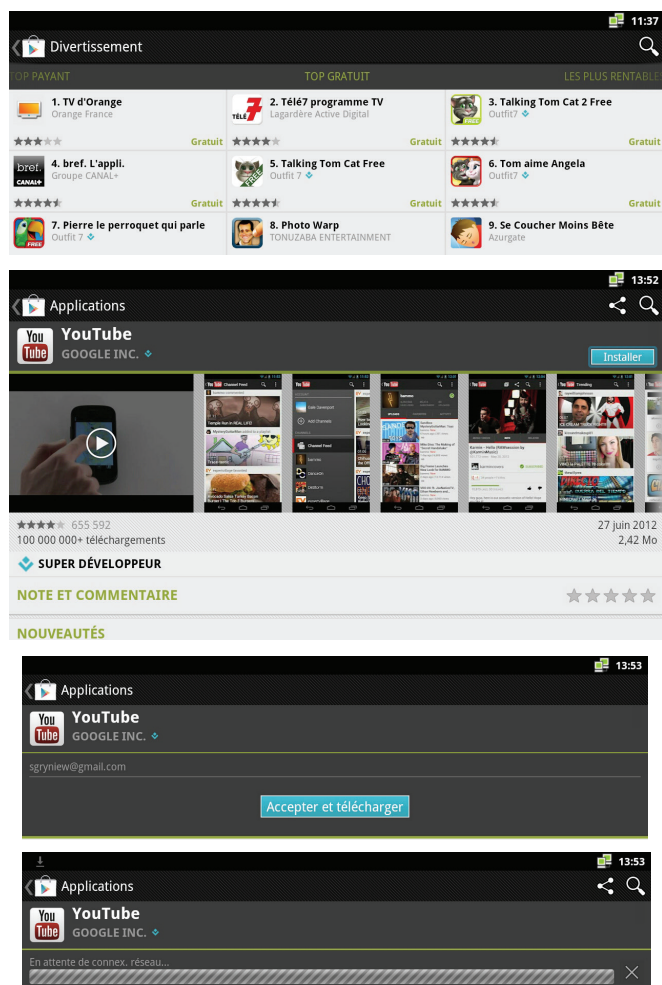 11:37
Divertissement
TOP PAYANT TOP GRATUIT LES PLUS RENTABLES
1. TV d'Orange
Orange France
Gratuit
2. Télé7 programme TV
Lagardère Active Digital
Gratuit
3. Talking Tom Cat 2 Free
Outfit7
Gratuit
4. bref. L'appli.
Groupe CANAL+
Gratuit
5. Talking Tom Cat Free
Outfit 7
Gratuit
6. Tom aime Angela
Outfit7
Gratuit
7. Pierre le perroquet qui parle
Outfit 7
8. Photo Warp
TONUZABA ENTERTAINMENT
9. Se Coucher Moins Bête
Azurgate
13:52
Applications
You
Tube
YouTube
GOOGLE INC.
Installer
655 592
100 000 000+ téléchargements
27 juin 2012
2,42 Mo
SUPER DÉVELOPPEUR
NOTE ET COMMENTAIRE
NOUVEAUTÉS
13:53
Applications
You
Tube
YouTube
GOOGLE INC.
sgryniew@gmail.com
Accepter et télécharger
13:53
Applications
You
Tube
YouTube
GOOGLE INC.
En attente de connex. réseau...